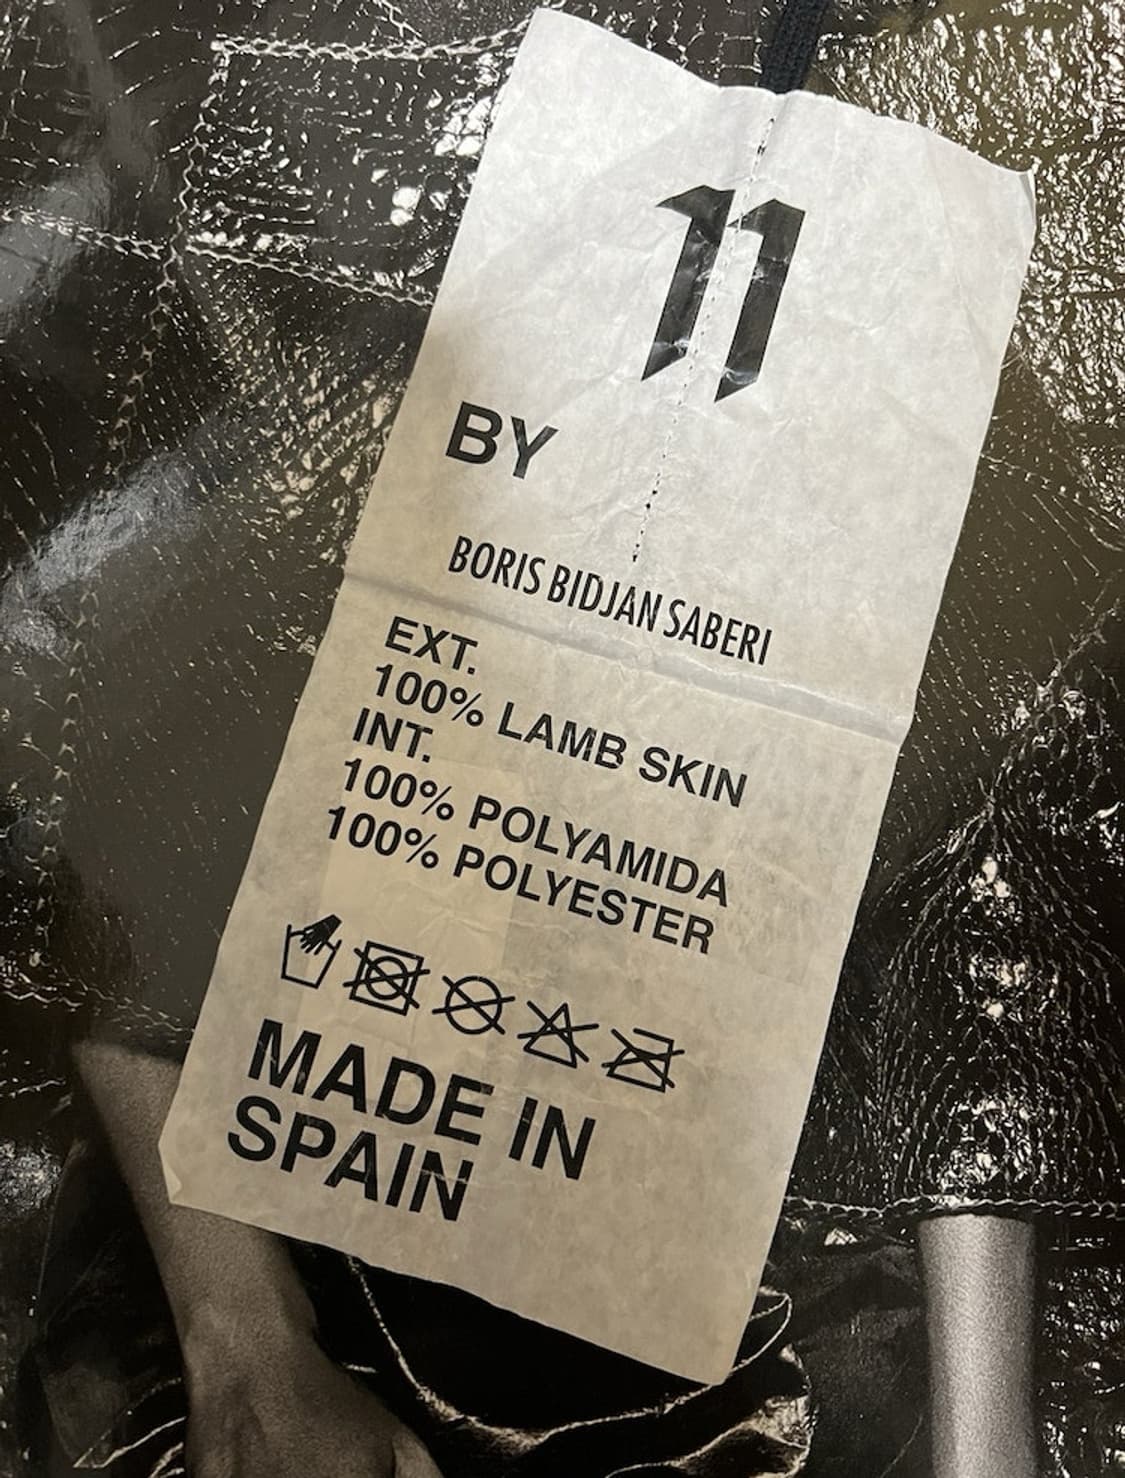 11
BY
BORIS BIDJAN SABERI
EXT.
100% LAMB SKIN
INT.
100% POLYAMIDA
100% POLYESTER
MADE IN
SPAIN